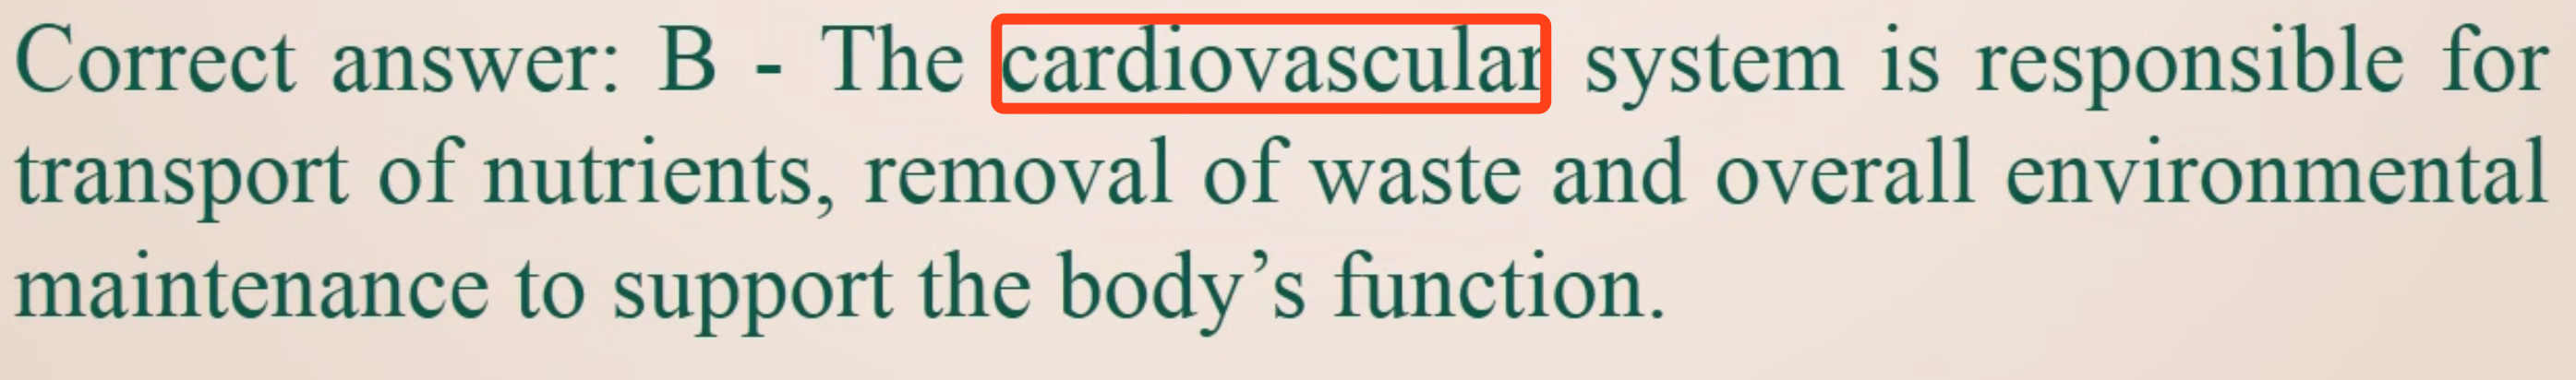 Correct answer: B - The cardiovascular system is responsible for
transport of nutrients, removal of waste and overall environmental
maintenance to support the body’s function.